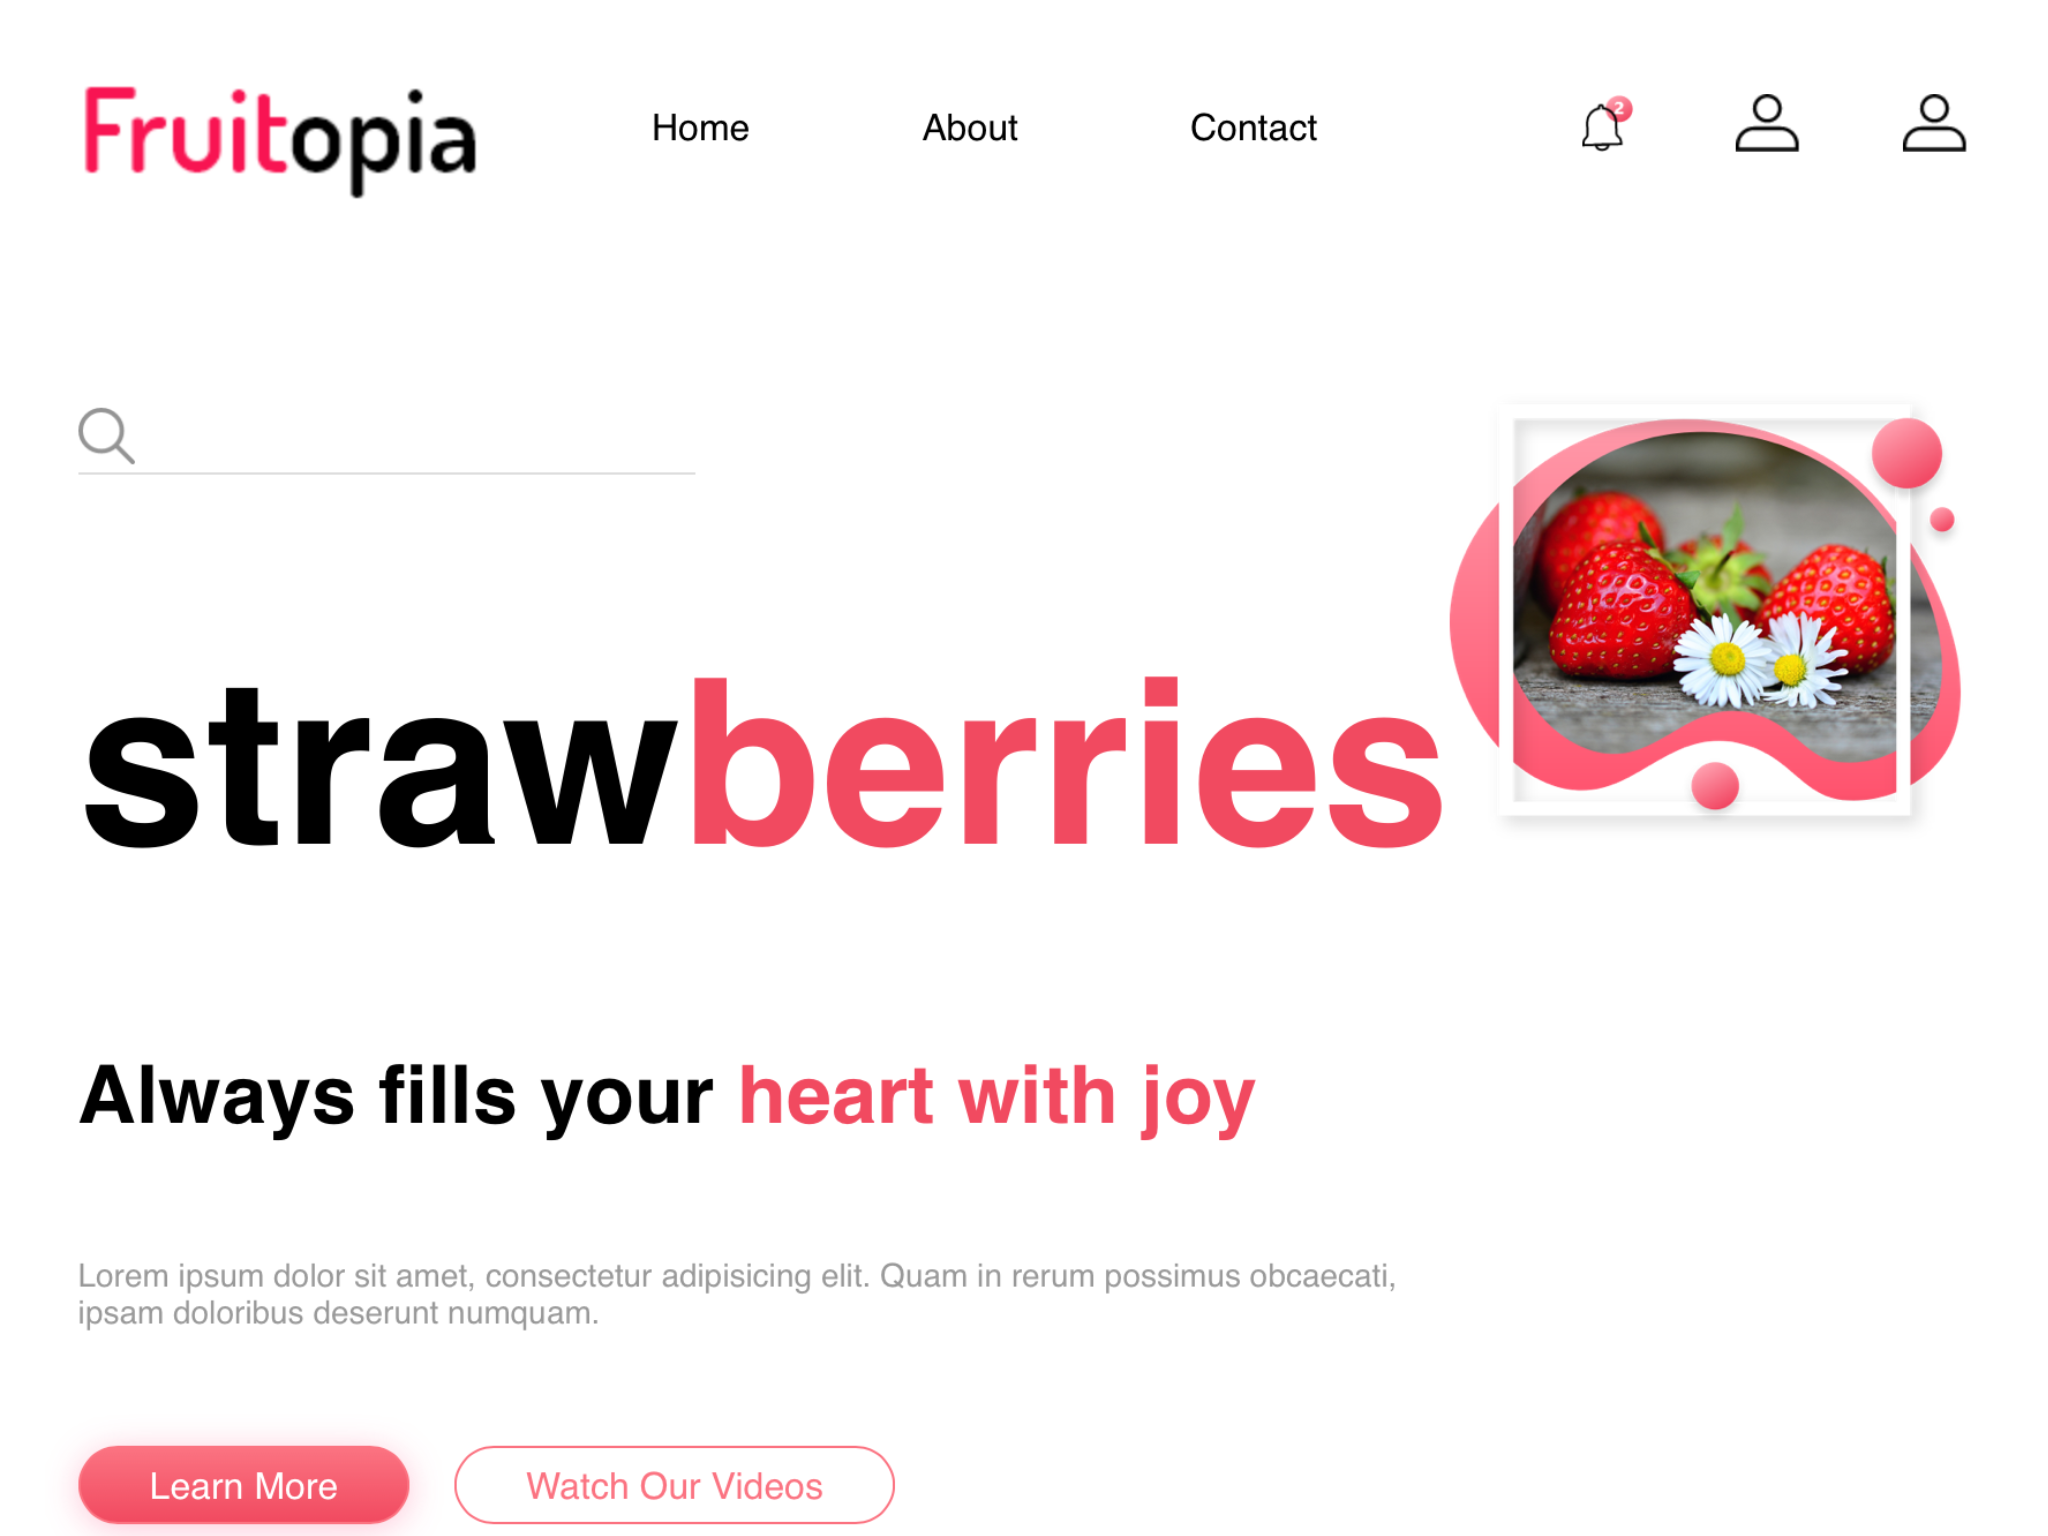 Fruitopia
Home
About
Contact
2
strawberries
Always fills your heart with joy
Lorem ipsum dolor sit amet, consectetur adipisicing elit. Quam in rerum possimus obcaecati,
ipsam doloribus deserunt numquam.
Learn More
Watch Our Videos